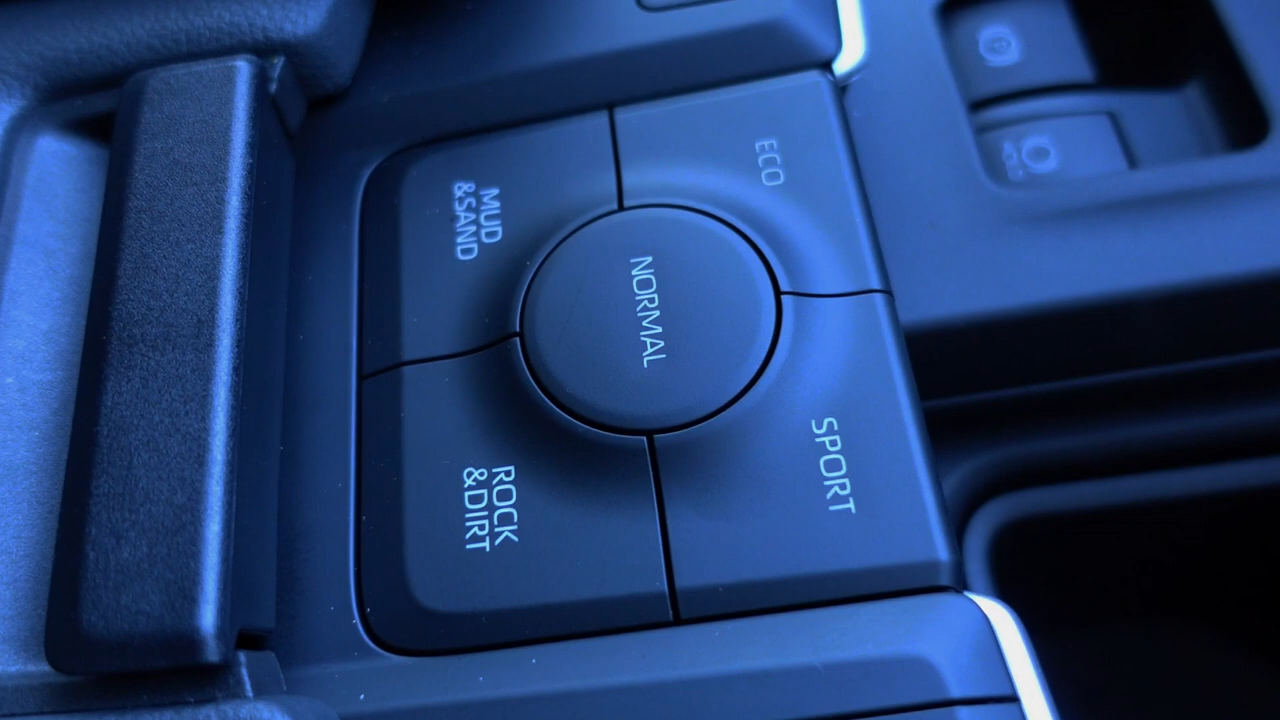 ECO
SPORT
NORMAL
MUD
&SAND
ROCK
&DIRT